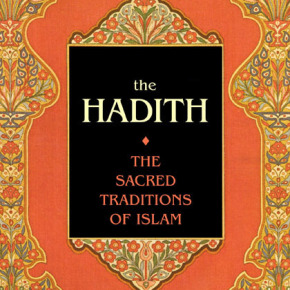 the
HADITH
THE
SACRED
TRADITIONS
OF ISLAM